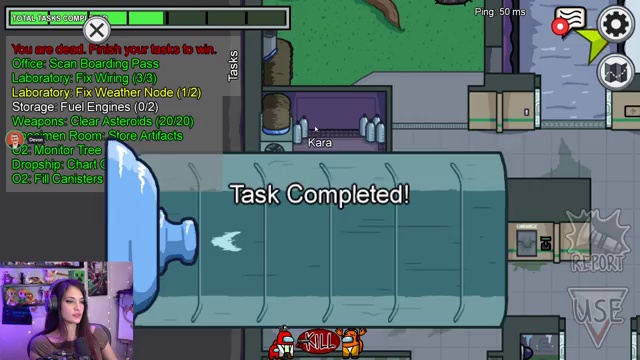 TOTAL TASKS COMPL
Ping: 50 ms
You are dead. Finish your tasks to win.
Office: Scan Boarding Pass
Laboratory: Fix Wiring (3/3)
Laboratory: Fix Weather Node (1/2)
Storage: Fuel Engines (0/2)
Weapons: Clear Asteroids (20/20)
Specimen Room: Store Artifacts
O2: Monitor Tree
Dropship: Chart C
O2: Fill Canisters
Tasks
Devon
Kara
Task Completed!
REPORT
USE
KILL